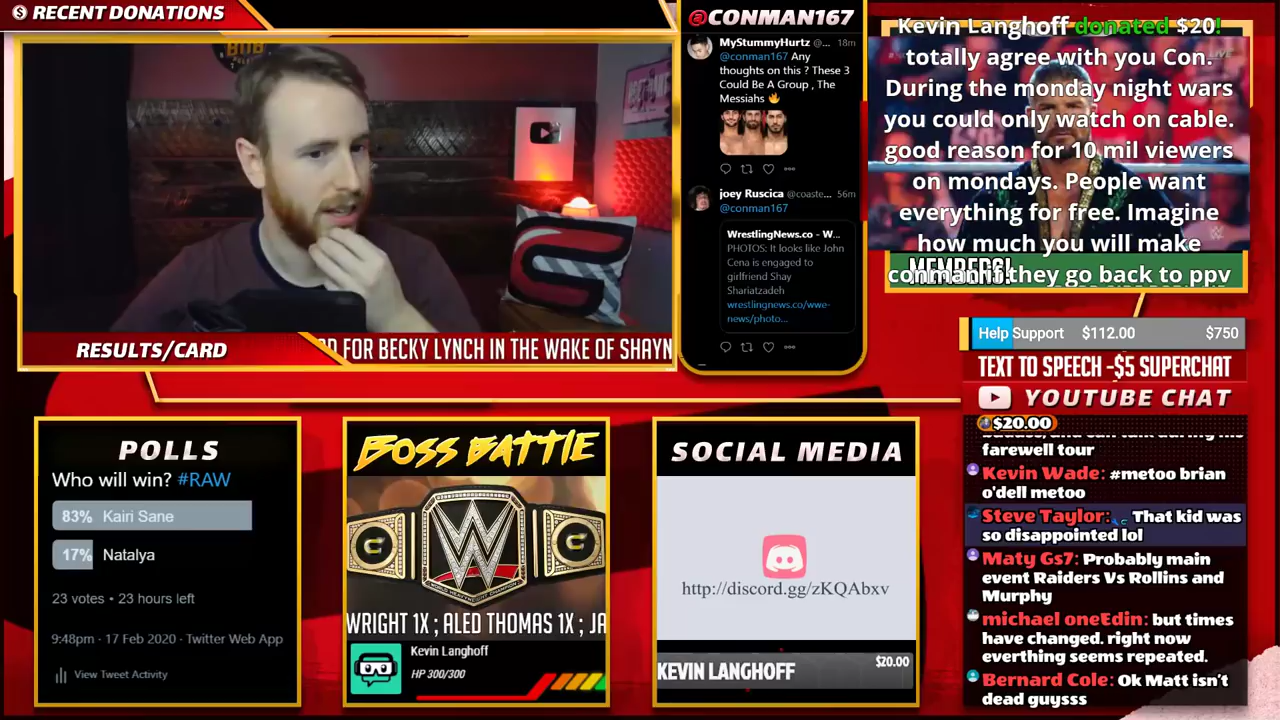 RECENT DONATIONS
RESULTS/CARD
D FOR BECKY LYNCH IN THE WAKE OF SHAYN
@CONMAN167
MyStummyHurtz @... 18m
@conman167 Any
thoughts on this ? These 3
Could Be A Group , The
Messiahs 🔥
joey Ruscica @coaste... 56m
@conman167
WrestlingNews.co - W...
PHOTOS: It looks like John
Cena is engaged to
girlfriend Shay
Shariatzadeh
wrestlingnews.co/wwe-
news/photo...
Kevin Langhoff donated $20!
totally agree with you Con.
During the monday night wars
you could only watch on cable.
good reason for 10 mil viewers
on mondays. People want
everything for free. Imagine
how much you will make
conman if they go back to ppv
MEMBERS!
LIVE
Help Support $112.00 $750
TEXT TO SPEECH -$5 SUPERCHAT
YOUTUBE CHAT
$20.00
farewell tour
Kevin Wade: #metoo brian
o'dell metoo
Steve Taylor: That kid was
so disappointed lol
Maty Gs7: Probably main
event Raiders Vs Rollins and
Murphy
michael oneEdin: but times
have changed. right now
everthing seems repeated.
Bernard Cole: Ok Matt isn't
dead guysss
POLLS
Who will win? #RAW
83% Kairi Sane
17% Natalya
23 votes · 23 hours left
9:48pm · 17 Feb 2020 · Twitter Web App
View Tweet Activity
BOSS BATTLE
WRIGHT 1X ; ALED THOMAS 1X ; JA
Kevin Langhoff
HP 300/300
SOCIAL MEDIA
http://discord.gg/zKQAbxv
KEVIN LANGHOFF $20.00